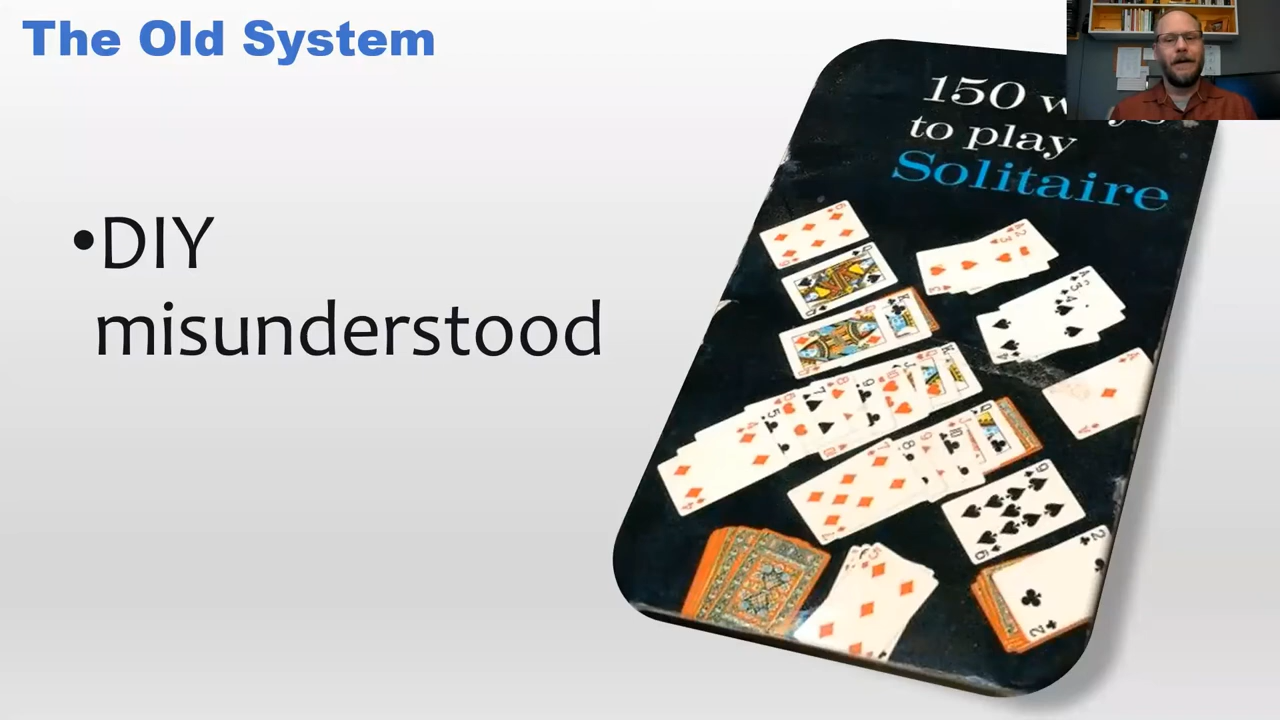 The Old System
•DIY
misunderstood
150
to play
Solitaire